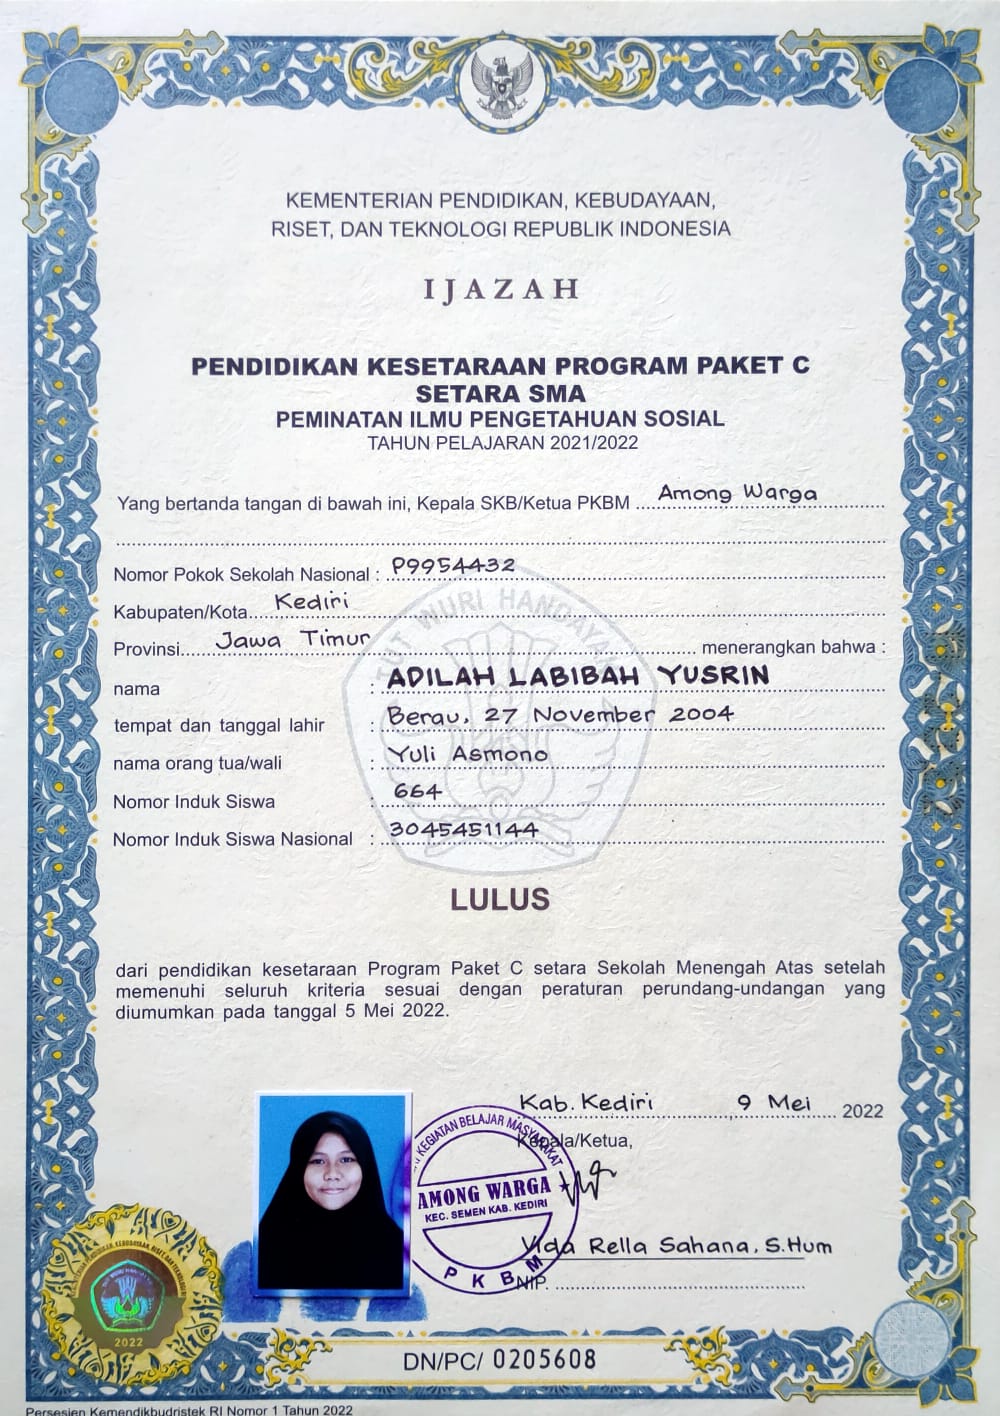 KEMENTERIAN PENDIDIKAN, KEBUDAYAAN,
RISET, DAN TEKNOLOGI REPUBLIK INDONESIA
IJAZAH
PENDIDIKAN KESETARAAN PROGRAM PAKET C
SETARA SMA
PEMINATAN ILMU PENGETAHUAN SOSIAL
TAHUN PELAJARAN 2021/2022
Yang bertanda tangan di bawah ini, Kepala SKB/Ketua PKBM Among Warga
Nomor Pokok Sekolah Nasional : P9954432
Kabupaten/Kota Kediri
Provinsi Jawa Timur menerangkan bahwa :
nama : ADILAH LABIBAH YUSRIN
tempat dan tanggal lahir : Berau, 27 November 2004
nama orang tua/wali : Yuli Asmono
Nomor Induk Siswa : 664
Nomor Induk Siswa Nasional : 3045451144
TUT WURI HANDAYANI
LULUS
dari pendidikan kesetaraan Program Paket C setara Sekolah Menengah Atas setelah
memenuhi seluruh kriteria sesuai dengan peraturan perundang-undangan yang
diumumkan pada tanggal 5 Mei 2022.
Kab. Kediri, 9 Mei 2022
Kepala/Ketua,
KEGIATAN BELAJAR MASYARAKAT
AMONG WARGA
KEC. SEMEN KAB. KEDIRI
PKBM
Vida Rella Sahana, S.Hum
NIP.
2022
DN/PC/ 0205608
Persesjen Kemendikbudristek RI Nomor 1 Tahun 2022